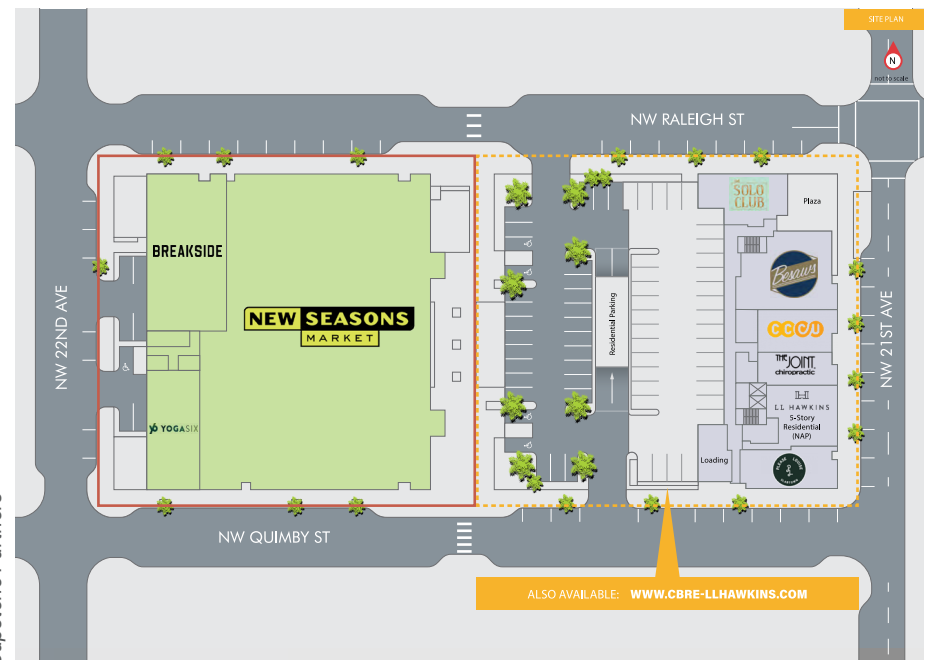 SITE PLAN
N
not to scale
NW RALEIGH ST
THE
SOLO
CLUB
Plaza
BREAKSIDE
Besaws
NW 22ND AVE
NEW SEASONS
MARKET
Residential Parking
NW 21ST AVE
CCCU
THE JOINT
chiropractic
LL HAWKINS
5-Story
Residential
(NAP)
Y6 YOGASIX
Loading
NW QUIMBY ST
ALSO AVAILABLE: WWW.CBRE-LLHAWKINS.COM